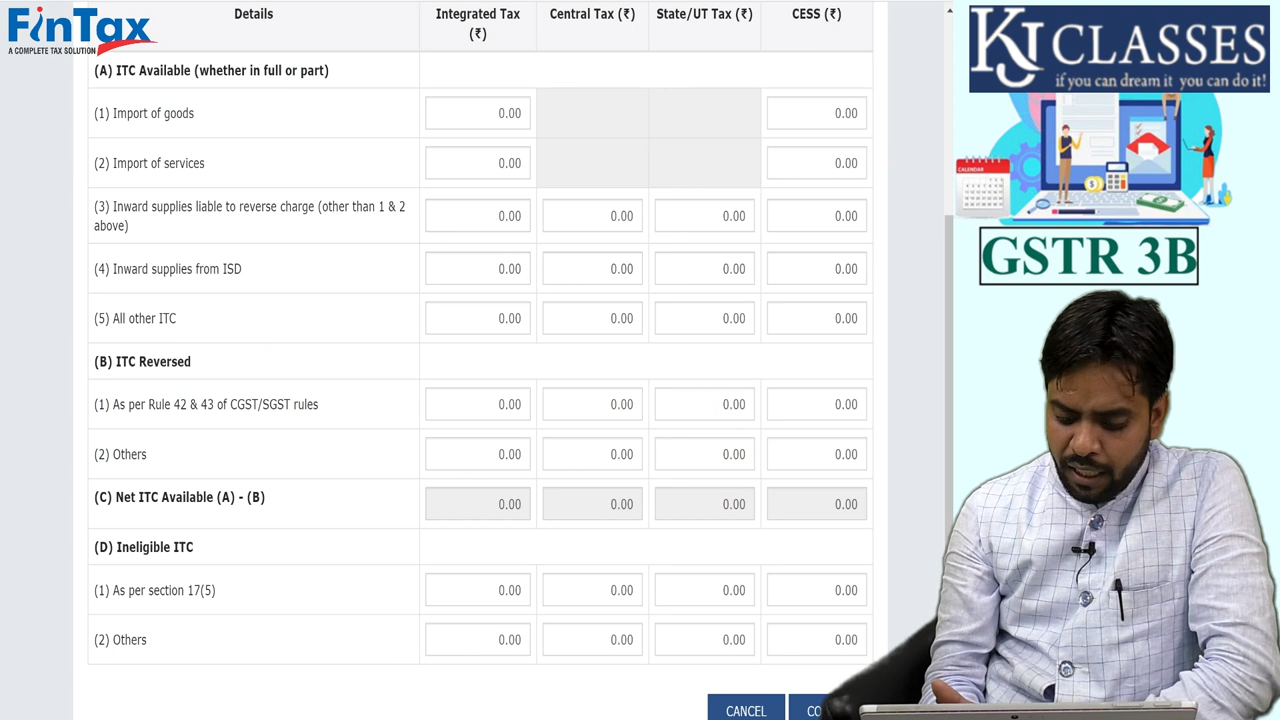 FinTax
A COMPLETE TAX SOLUTION
Details
Integrated Tax
(₹)
Central Tax (₹)
State/UT Tax (₹)
CESS (₹)
(A) ITC Available (whether in full or part)
(1) Import of goods
0.00
0.00
(2) Import of services
0.00
0.00
(3) Inward supplies liable to reverse charge (other than 1 & 2
above)
0.00
0.00
0.00
0.00
(4) Inward supplies from ISD
0.00
0.00
0.00
0.00
(5) All other ITC
0.00
0.00
0.00
0.00
(B) ITC Reversed
(1) As per Rule 42 & 43 of CGST/SGST rules
0.00
0.00
0.00
0.00
(2) Others
0.00
0.00
0.00
0.00
(C) Net ITC Available (A) - (B)
0.00
0.00
0.00
0.00
(D) Ineligible ITC
(1) As per section 17(5)
0.00
0.00
0.00
0.00
(2) Others
0.00
0.00
0.00
0.00
CANCEL
CO
KJ CLASSES
if you can dream it you can do it!
CALENDAR
GSTR 3B